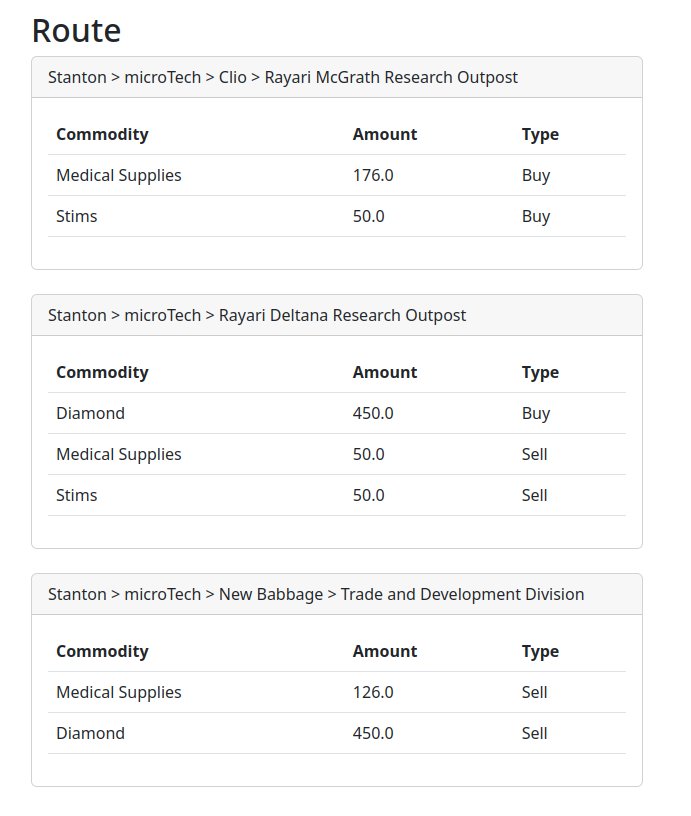 Route
Stanton > microTech > Clio > Rayari McGrath Research Outpost
Commodity Amount Type
Medical Supplies 176.0 Buy
Stims 50.0 Buy
Stanton > microTech > Rayari Deltana Research Outpost
Commodity Amount Type
Diamond 450.0 Buy
Medical Supplies 50.0 Sell
Stims 50.0 Sell
Stanton > microTech > New Babbage > Trade and Development Division
Commodity Amount Type
Medical Supplies 126.0 Sell
Diamond 450.0 Sell